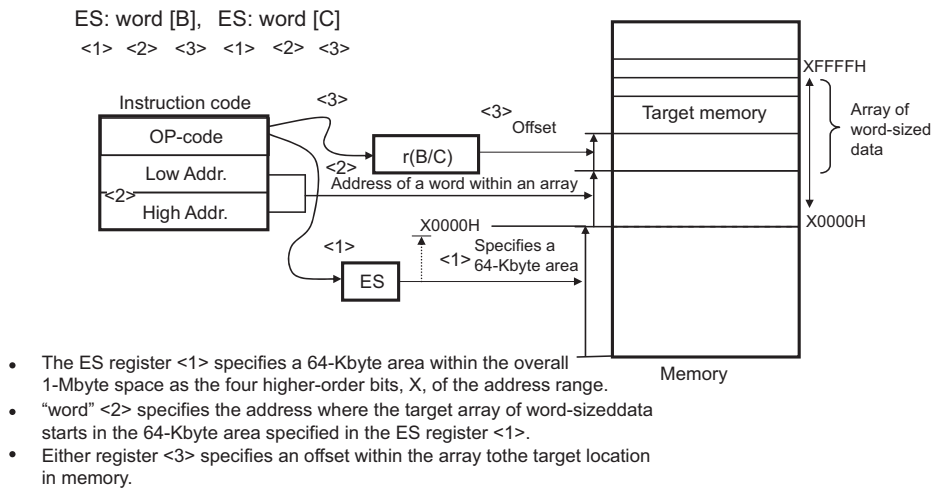 ES: word [B], ES: word [C]
<1> <2> <3> <1> <2> <3>
Instruction code
OP-code
Low Addr.
<2>
High Addr.
<3>
r(B/C)
<3>
Offset
<2>
Address of a word within an array
X0000H
<1>
ES
<1>
Specifies a
64-Kbyte area
Target memory
XFFFFH
Array of
word-sized
data
X0000H
Memory
• The ES register <1> specifies a 64-Kbyte area within the overall
1-Mbyte space as the four higher-order bits, X, of the address range.
• “word” <2> specifies the address where the target array of word-sizeddata
starts in the 64-Kbyte area specified in the ES register <1>.
• Either register <3> specifies an offset within the array tothe target location
in memory.